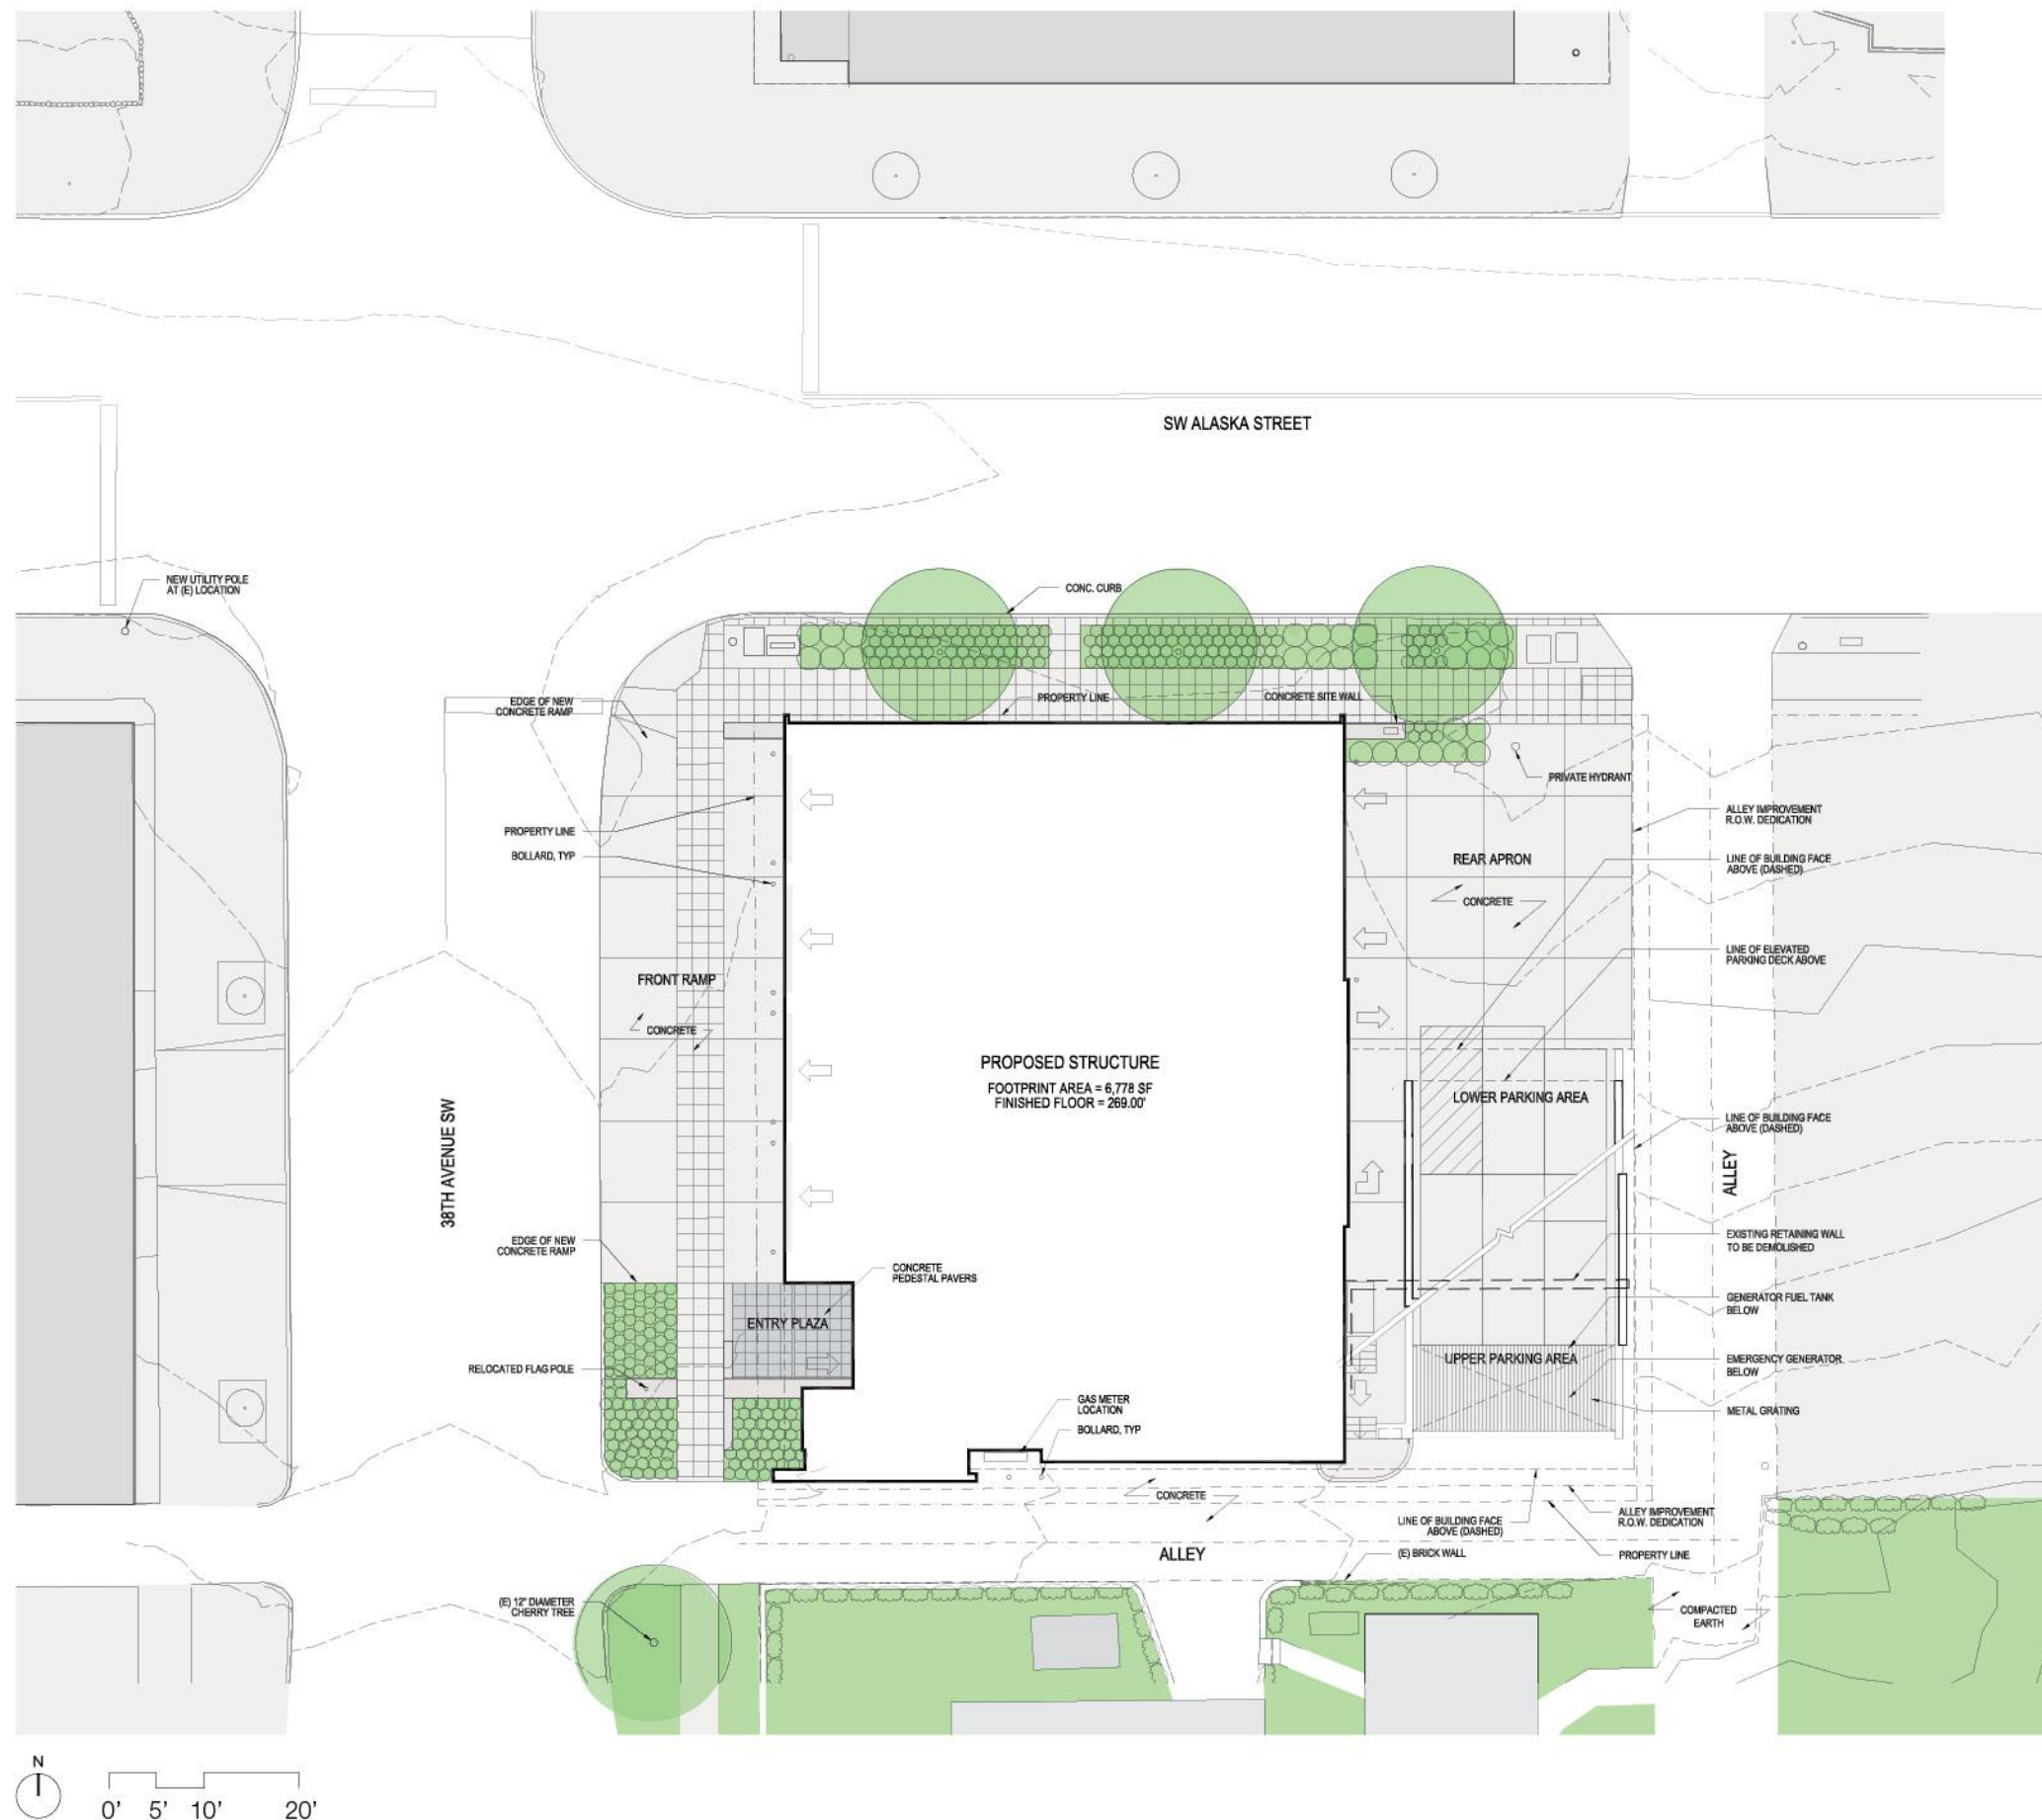 SW ALASKA STREET
NEW UTILITY POLE
AT (E) LOCATION
CONC. CURB
EDGE OF NEW
CONCRETE RAMP
PROPERTY LINE
CONCRETE SITE WALL
PRIVATE HYDRANT
PROPERTY LINE
BOLLARD, TYP
REAR APRON
CONCRETE
ALLEY IMPROVEMENT
R.O.W. DEDICATION
LINE OF BUILDING FACE
ABOVE (DASHED)
LINE OF ELEVATED
PARKING DECK ABOVE
FRONT RAMP
CONCRETE
PROPOSED STRUCTURE
FOOTPRINT AREA = 6,778 SF
FINISHED FLOOR = 269.00'
LOWER PARKING AREA
LINE OF BUILDING FACE
ABOVE (DASHED)
38TH AVENUE SW
ALLEY
EDGE OF NEW
CONCRETE RAMP
CONCRETE
PEDESTAL PAVERS
EXISTING RETAINING WALL
TO BE DEMOLISHED
GENERATOR FUEL TANK
BELOW
ENTRY PLAZA
RELOCATED FLAG POLE
UPPER PARKING AREA
EMERGENCY GENERATOR
BELOW
METAL GRATING
GAS METER
LOCATION
BOLLARD, TYP
CONCRETE
LINE OF BUILDING FACE
ABOVE (DASHED)
ALLEY IMPROVEMENT
R.O.W. DEDICATION
ALLEY
(E) BRICK WALL
PROPERTY LINE
(E) 12" DIAMETER
CHERRY TREE
COMPACTED
EARTH
N
0' 5' 10' 20'